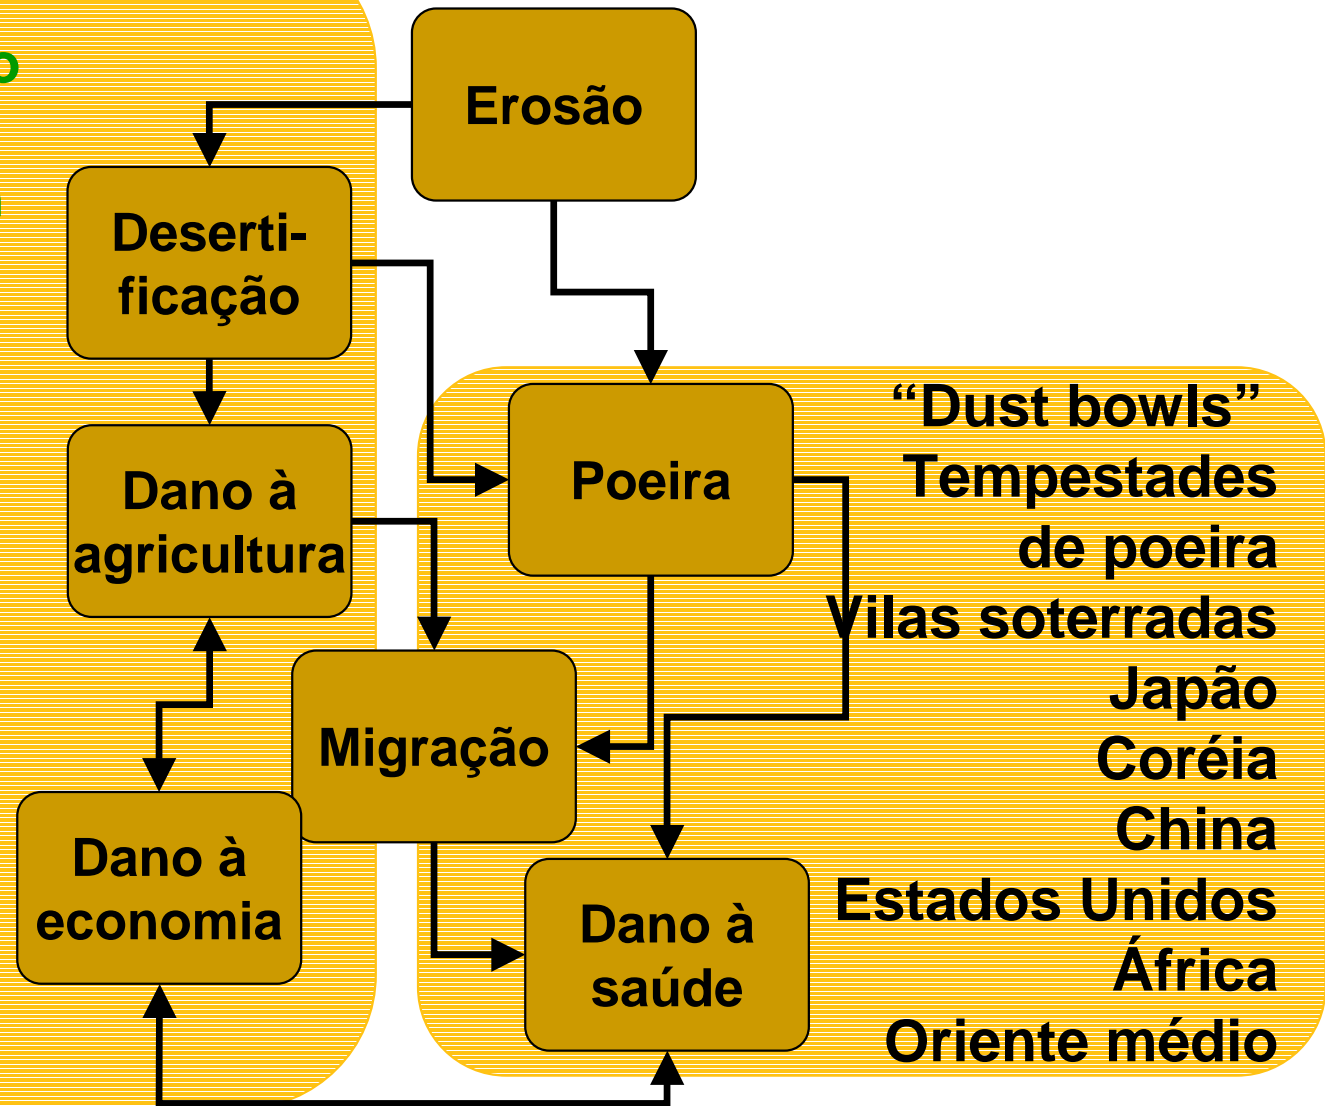 Erosão
Deserti-
ficação
Dano à
agricultura
Poeira
Migração
Dano à
economia
Dano à
saúde
“Dust bowls”
Tempestades
de poeira
Vilas soterradas
Japão
Coréia
China
Estados Unidos
África
Oriente médio